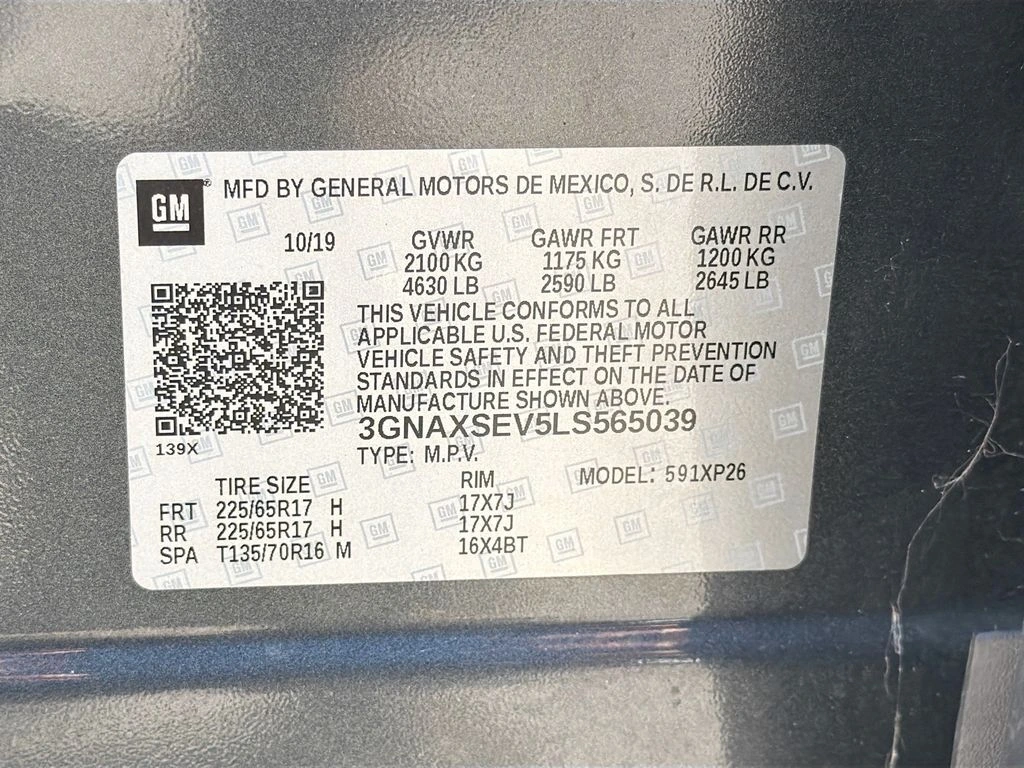 GM MFD BY GENERAL MOTORS DE MEXICO, S. DE R.L. DE C.V.
10/19 GVWR GAWR FRT GAWR RR
2100 KG 1175 KG 1200 KG
4630 LB 2590 LB 2645 LB
THIS VEHICLE CONFORMS TO ALL
APPLICABLE U.S. FEDERAL MOTOR
VEHICLE SAFETY AND THEFT PREVENTION
STANDARDS IN EFFECT ON THE DATE OF
MANUFACTURE SHOWN ABOVE.
3GNAXSEV5LS565039
139X
TYPE: M.P.V.
MODEL: 591XP26
TIRE SIZE RIM
FRT 225/65R17 H 17X7J
RR 225/65R17 H 17X7J
SPA T135/70R16 M 16X4BT